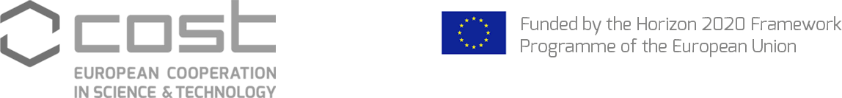 cost
EUROPEAN COOPERATION
IN SCIENCE & TECHNOLOGY
Funded by the Horizon 2020 Framework
Programme of the European Union